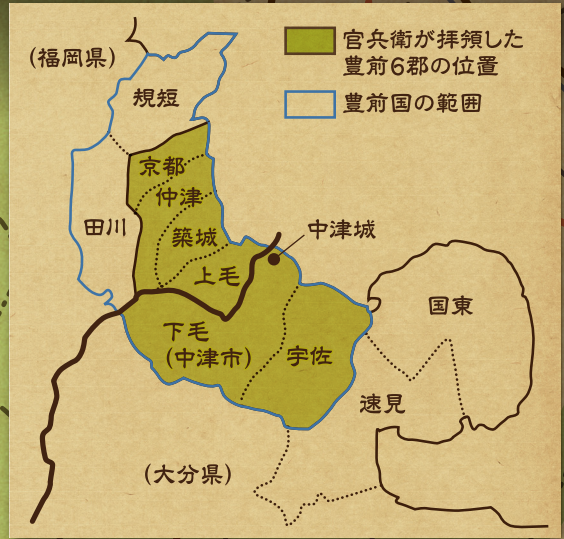 官兵衛が拝領した
豊前6郡の位置
豊前国の範囲
(福岡県)
規短
京都
仲津
田川
築城
中津城
上毛
国東
下毛
(中津市)
宇佐
速見
(大分県)